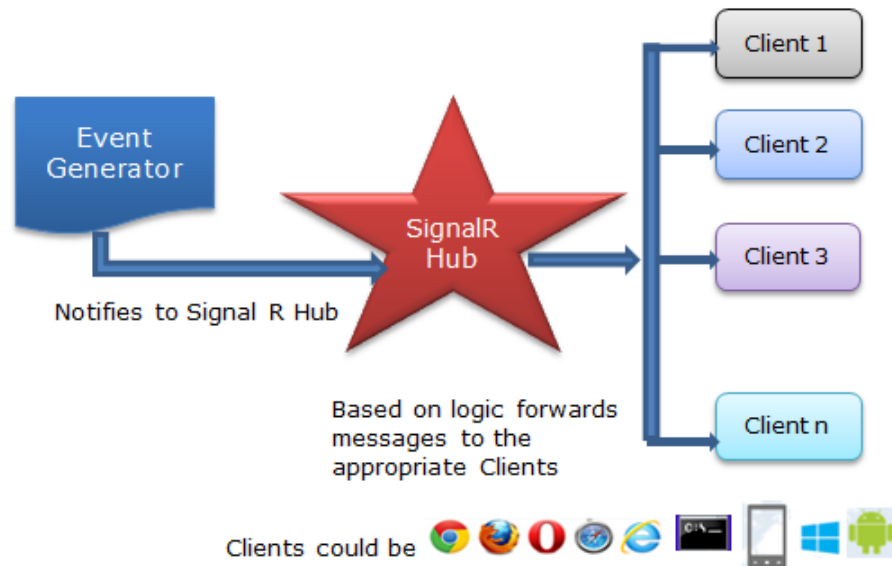 Client 1
Event
Generator
Client 2
SignalR
Hub
Client 3
Notifies to Signal R Hub
Based on logic forwards
messages to the
appropriate Clients
Client n
Clients could be
C:\_